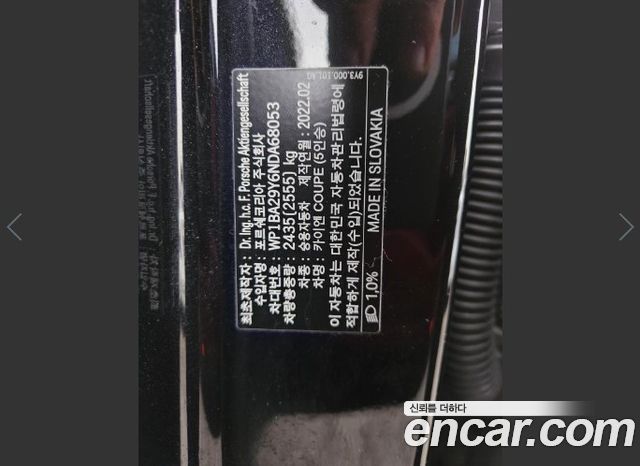 9Y3.000.101.AG
최초제작자 : Dr. Ing. h.c. F. Porsche Aktiengesellschaft
수입자명 : 포르쉐코리아 주식회사
차대번호 : WP1BA29Y6NDA68053
차량총중량 : 2435(2555) kg
차종 : 승용자동차 제작연월 : 2022.02
차명 : 카이엔 COUPE (5인승)
이 자동차는 대한민국 자동차관리법령에
적합하게 제작(수입)되었습니다.
1,0% MADE IN SLOVAKIA
신뢰를 더하다
encar.com